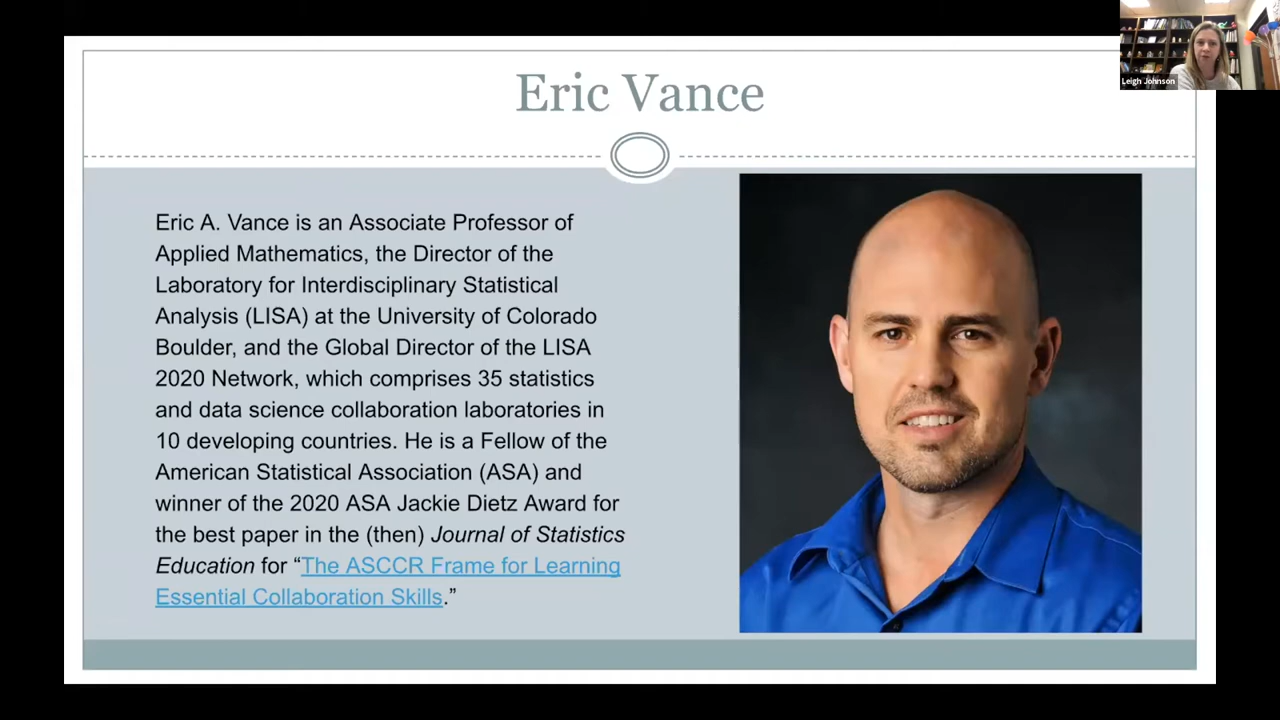 Eric Vance
Leigh Johnson
Eric A. Vance is an Associate Professor of
Applied Mathematics, the Director of the
Laboratory for Interdisciplinary Statistical
Analysis (LISA) at the University of Colorado
Boulder, and the Global Director of the LISA
2020 Network, which comprises 35 statistics
and data science collaboration laboratories in
10 developing countries. He is a Fellow of the
American Statistical Association (ASA) and
winner of the 2020 ASA Jackie Dietz Award for
the best paper in the (then) Journal of Statistics
Education for “The ASCCR Frame for Learning
Essential Collaboration Skills.”